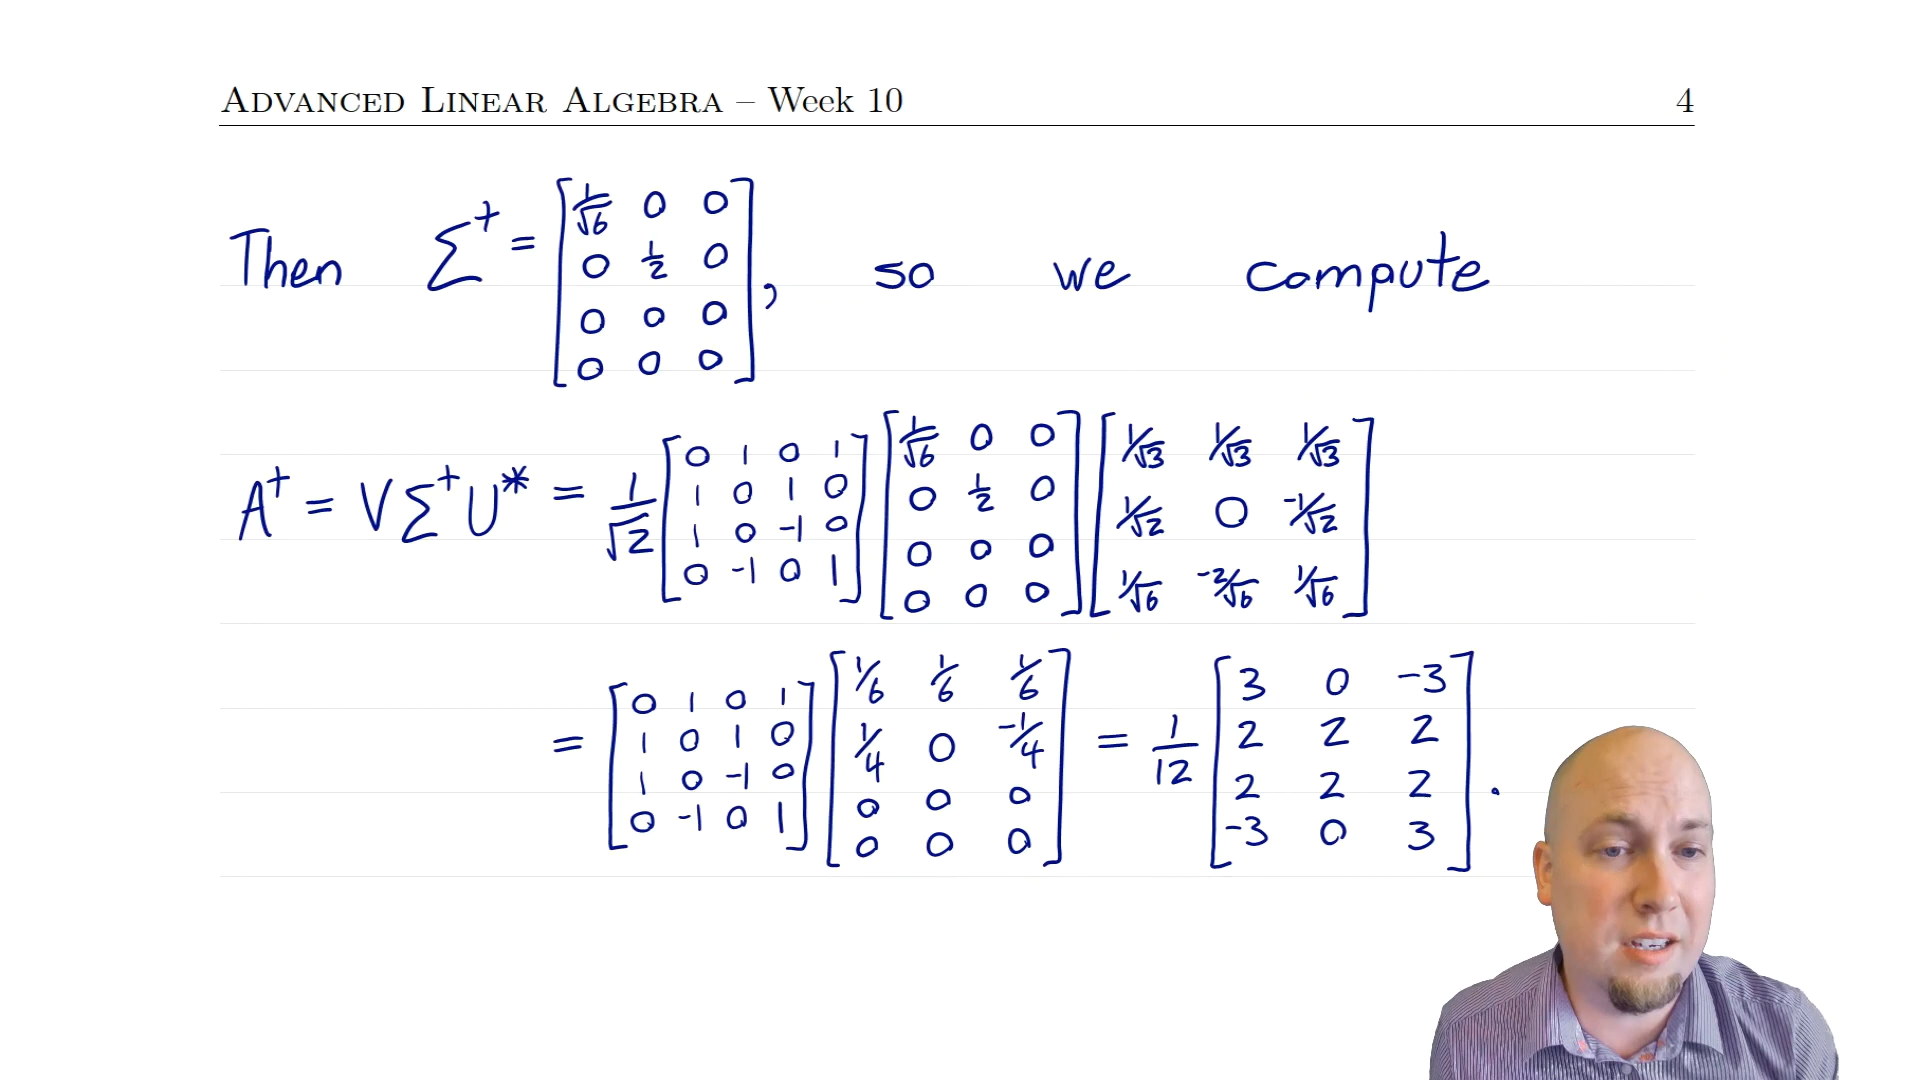 ADVANCED LINEAR ALGEBRA – Week 10 4
Then Σ† = [1/√6 0 0; 0 1/2 0; 0 0 0; 0 0 0], so we compute
A† = VΣ†U* = 1/√2 [0 1 0 1; 1 0 1 0; 1 0 -1 0; 0 -1 0 1] [1/√6 0 0; 0 1/2 0; 0 0 0; 0 0 0] [1/√3 1/√3 1/√3; 1/√2 0 -1/√2; 1/√6 -2/√6 1/√6]
= [0 1 0 1; 1 0 1 0; 1 0 -1 0; 0 -1 0 1] [1/6 1/6 1/6; 1/4 0 -1/4; 0 0 0; 0 0 0] = 1/12 [3 0 -3; 2 2 2; 2 2 2; -3 0 3].